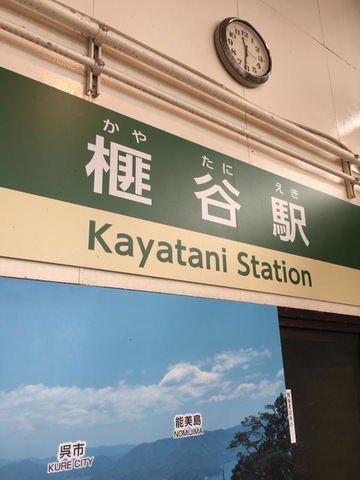 かや たに えき
榧谷駅
Kayatani Station
能美島
NOMIJIMA
呉市
KURE CITY